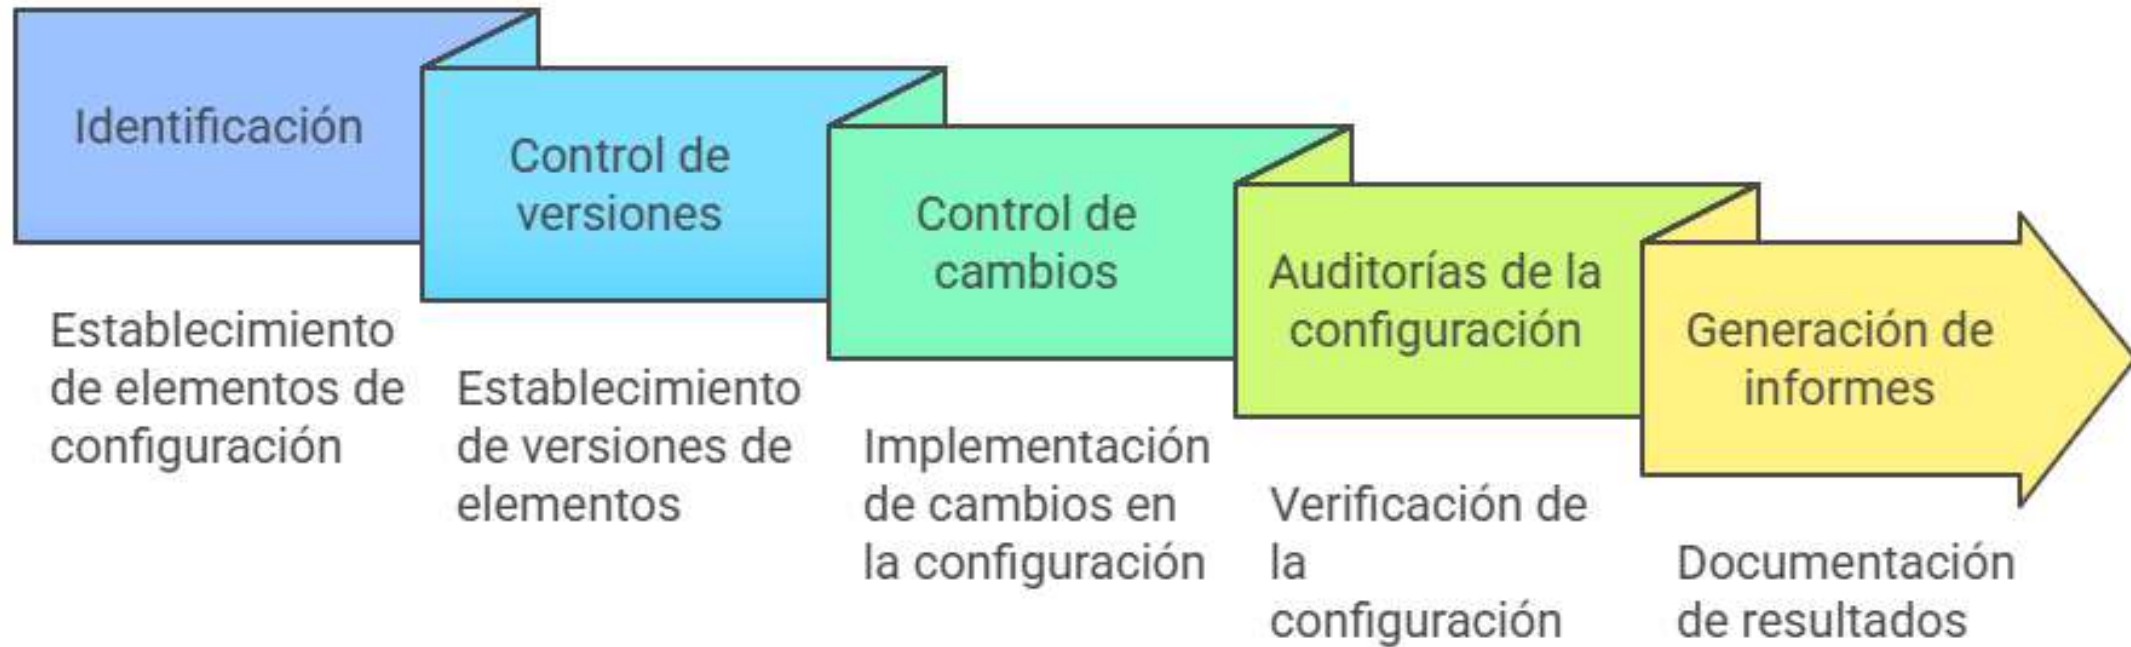 Identificación
Establecimiento
de elementos de
configuración
Control de
versiones
Establecimiento
de versiones de
elementos
Control de
cambios
Implementación
de cambios en
la configuración
Auditorías de la
configuración
Verificación de
la
configuración
Generación de
informes
Documentación
de resultados